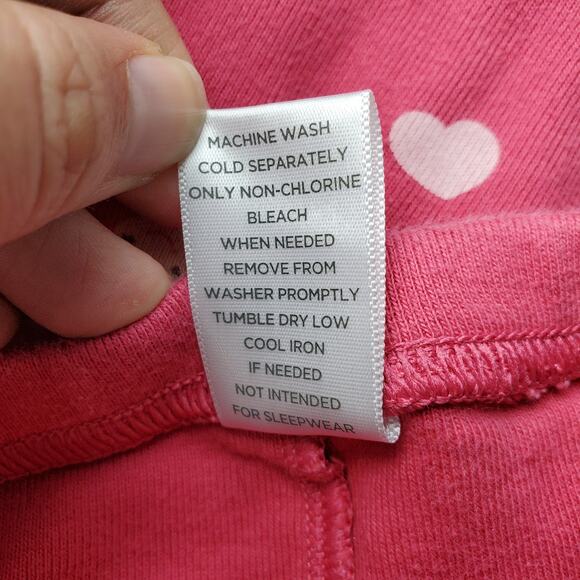 MACHINE WASH
COLD SEPARATELY
ONLY NON-CHLORINE
BLEACH
WHEN NEEDED
REMOVE FROM
WASHER PROMPTLY
TUMBLE DRY LOW
COOL IRON
IF NEEDED
NOT INTENDED
FOR SLEEPWEAR